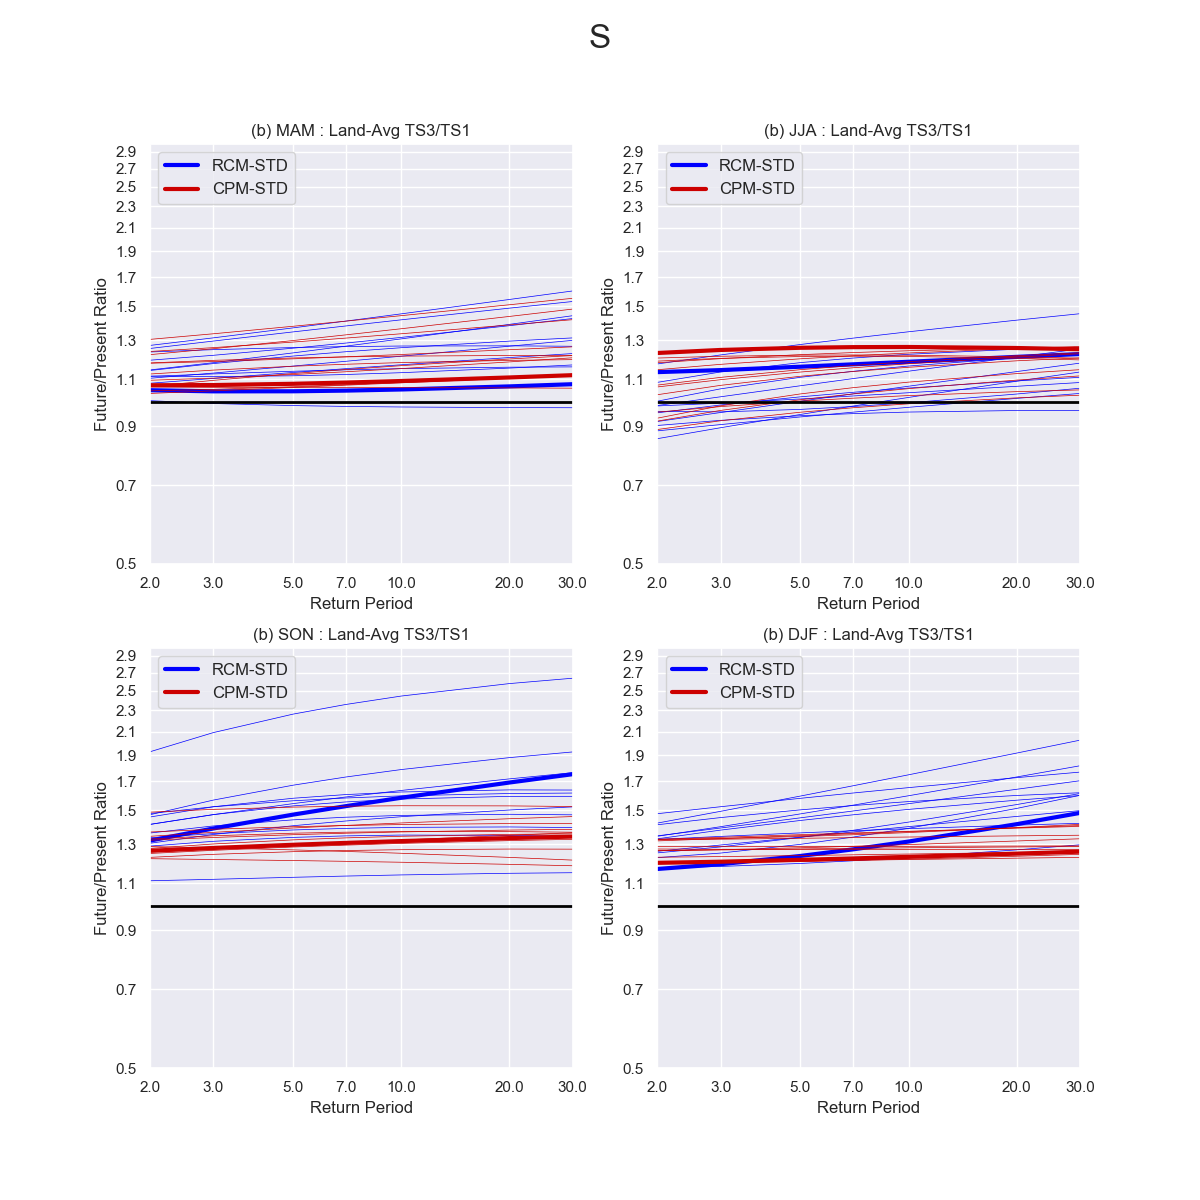 S
(b) MAM : Land-Avg TS3/TS1
(b) JJA : Land-Avg TS3/TS1
RCM-STD
CPM-STD
RCM-STD
CPM-STD
Future/Present Ratio
2.9
2.7
2.5
2.3
2.1
1.9
1.7
1.5
1.3
1.1
0.9
0.7
0.5
2.0 3.0 5.0 7.0 10.0 20.0 30.0
Return Period
Future/Present Ratio
2.9
2.7
2.5
2.3
2.1
1.9
1.7
1.5
1.3
1.1
0.9
0.7
0.5
2.0 3.0 5.0 7.0 10.0 20.0 30.0
Return Period
(b) SON : Land-Avg TS3/TS1
(b) DJF : Land-Avg TS3/TS1
RCM-STD
CPM-STD
RCM-STD
CPM-STD
Future/Present Ratio
2.9
2.7
2.5
2.3
2.1
1.9
1.7
1.5
1.3
1.1
0.9
0.7
0.5
2.0 3.0 5.0 7.0 10.0 20.0 30.0
Return Period
Future/Present Ratio
2.9
2.7
2.5
2.3
2.1
1.9
1.7
1.5
1.3
1.1
0.9
0.7
0.5
2.0 3.0 5.0 7.0 10.0 20.0 30.0
Return Period